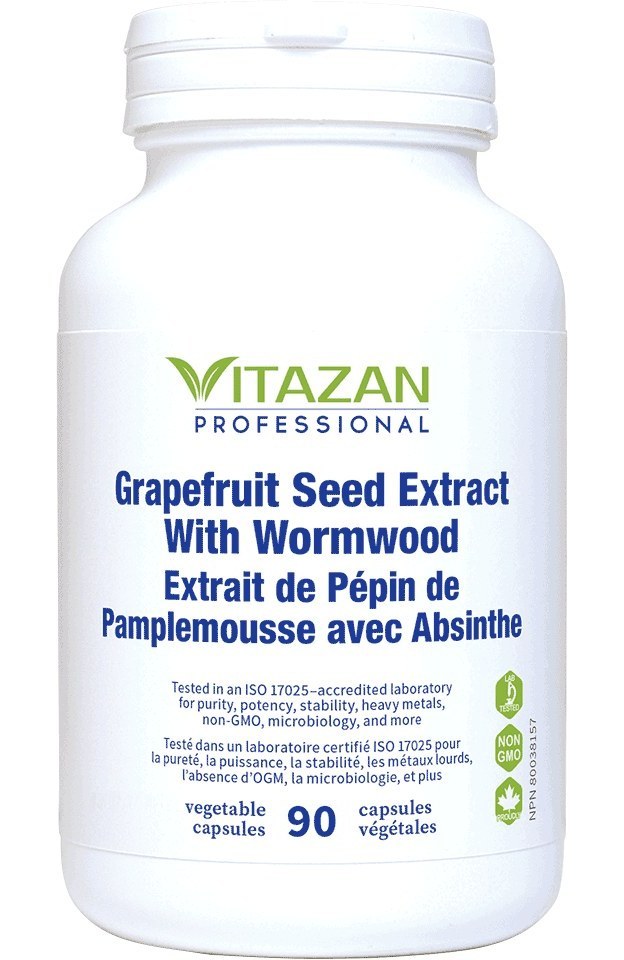 VITAZAN
PROFESSIONAL
Grapefruit Seed Extract
With Wormwood
Extrait de Pépin de
Pamplemousse avec Absinthe
Tested in an ISO 17025–accredited laboratory
for purity, potency, stability, heavy metals,
non-GMO, microbiology, and more
Testé dans un laboratoire certifié ISO 17025 pour
la pureté, la puissance, la stabilité, les métaux lourds,
l’absence d’OGM, la microbiologie, et plus
vegetable
capsules
90
capsules
végétales
LAB
TESTED
NON
GMO
PROUDLY
NPN 80038157